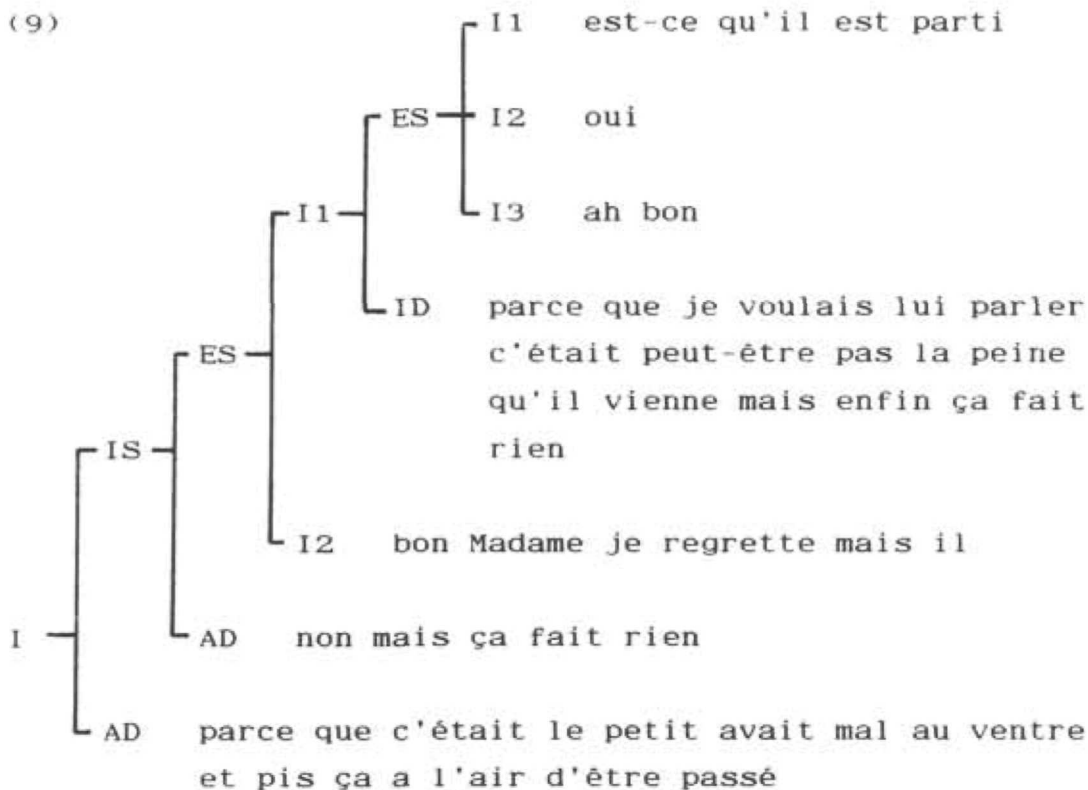 (9)
I1 est-ce qu'il est parti
ES I2 oui
I1 I3 ah bon
ID parce que je voulais lui parler
ES c'était peut-être pas la peine
qu'il vienne mais enfin ça fait
IS rien
I2 bon Madame je regrette mais il
I AD non mais ça fait rien
AD parce que c'était le petit avait mal au ventre
et pis ça a l'air d'être passé